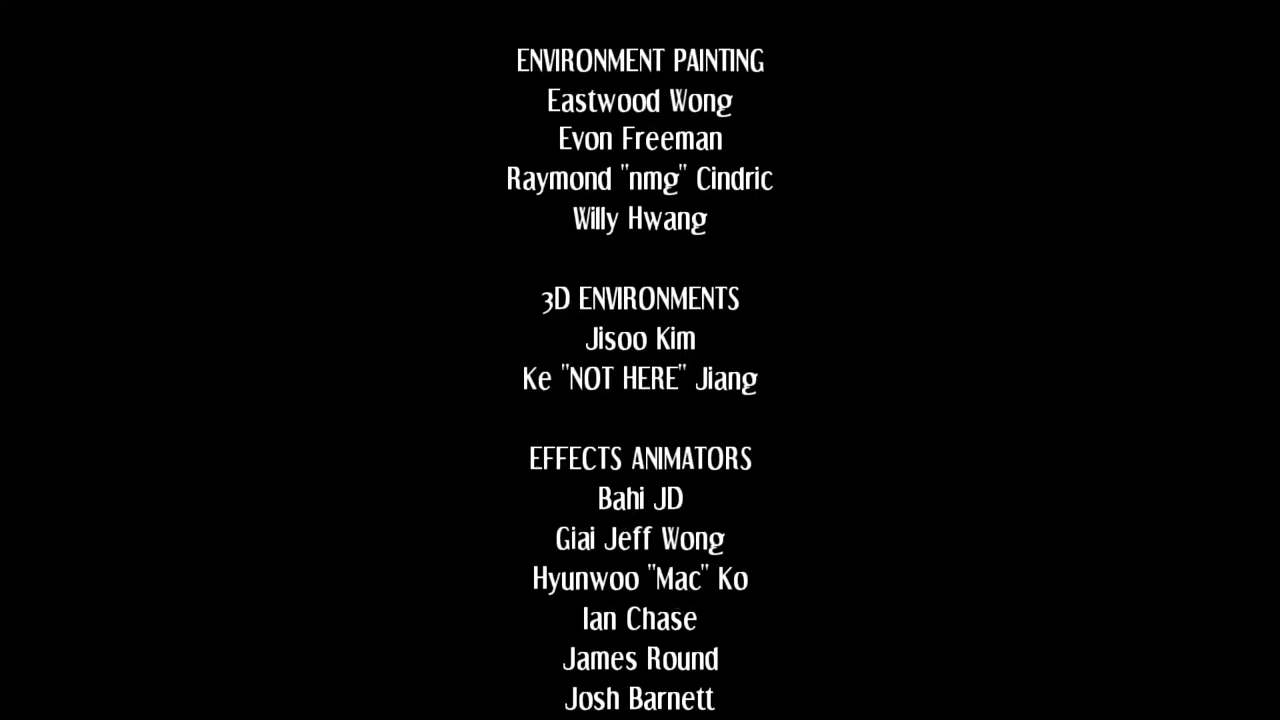 ENVIRONMENT PAINTING
Eastwood Wong
Evon Freeman
Raymond "nmg" Cindric
Willy Hwang
3D ENVIRONMENTS
Jisoo Kim
Ke "NOT HERE" Jiang
EFFECTS ANIMATORS
Bahi JD
Giai Jeff Wong
Hyunwoo "Mac" Ko
Ian Chase
James Round
Josh Barnett